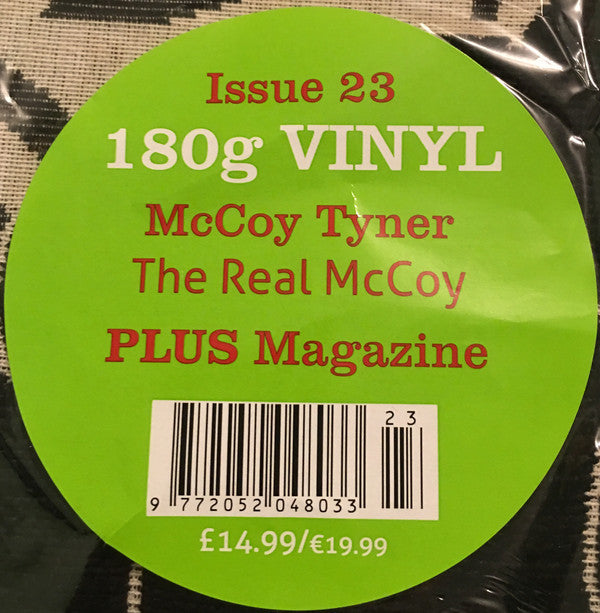 Issue 23
180g VINYL
McCoy Tyner
The Real McCoy
PLUS Magazine
23
9 772052 048033
£14.99/€19.99